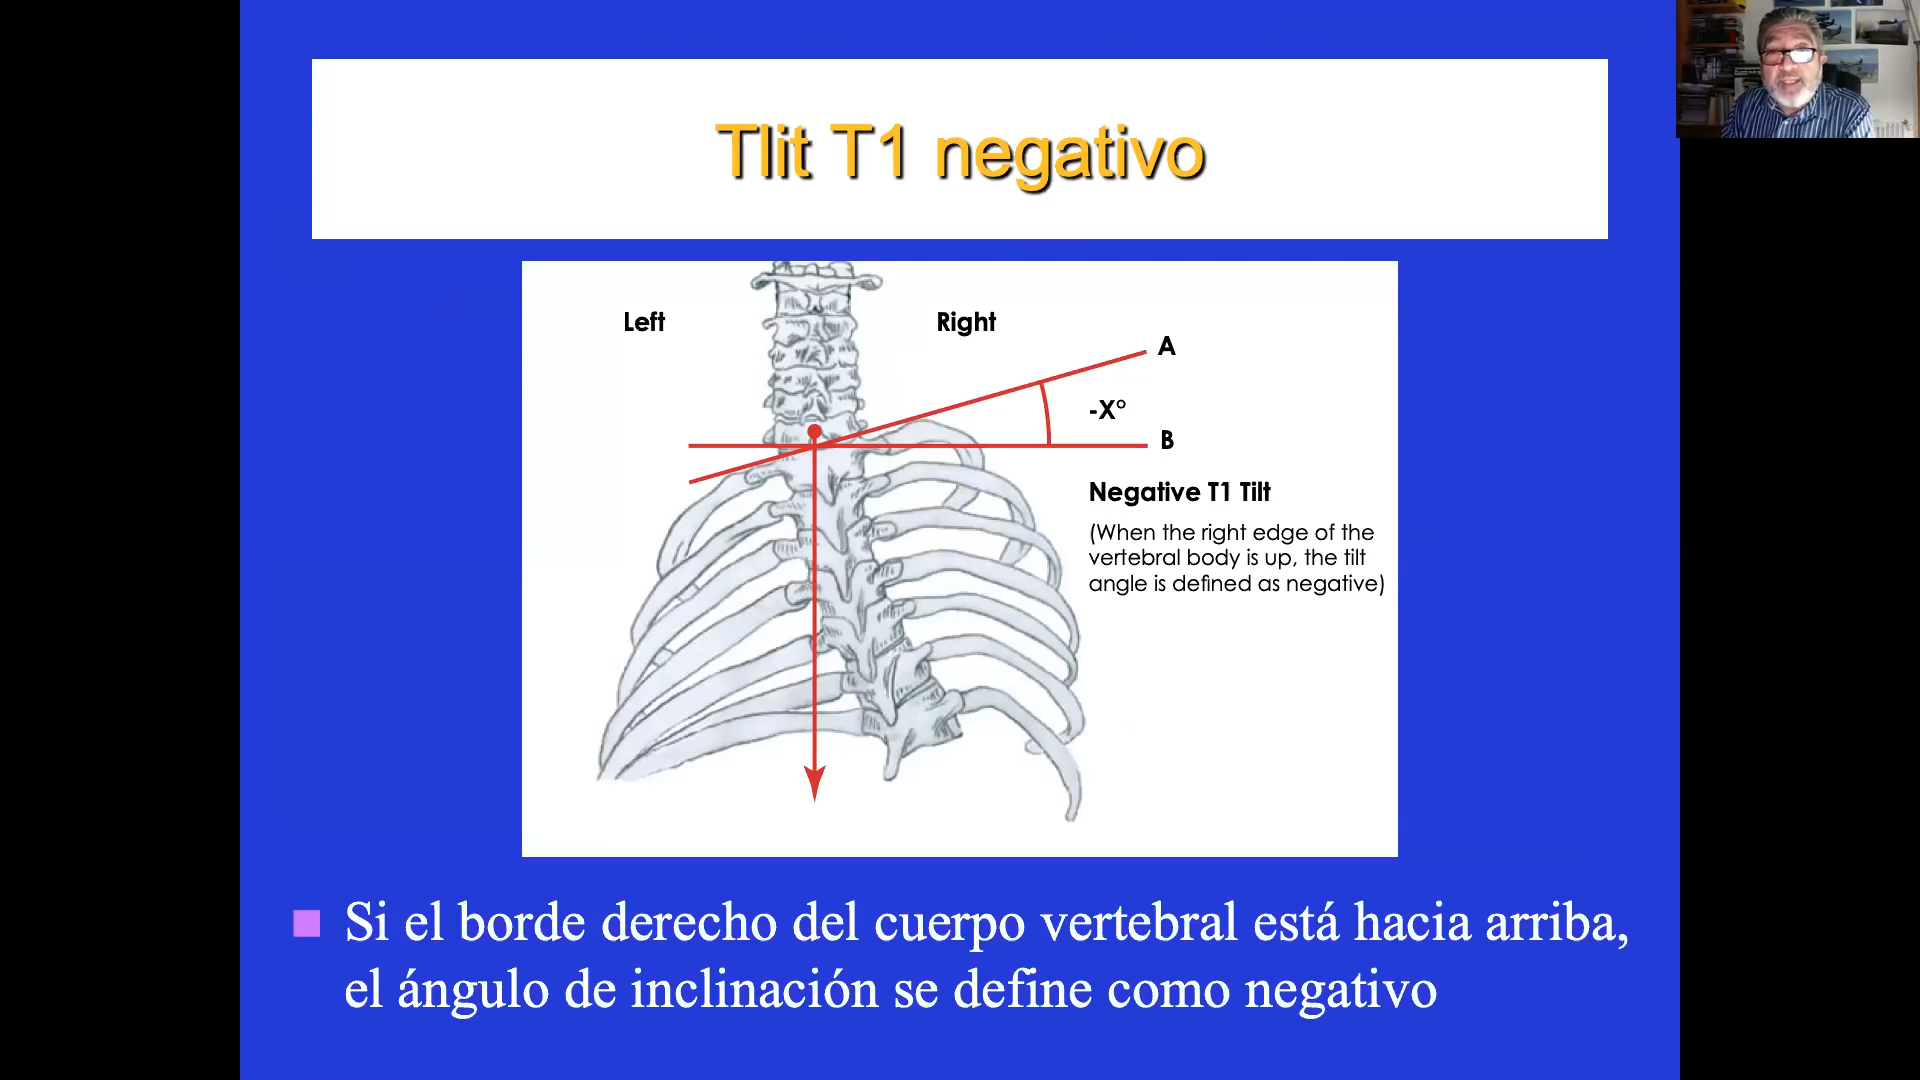 Tlit T1 negativo
Left
Right
A
-X°
B
Negative T1 Tilt
(When the right edge of the
vertebral body is up, the tilt
angle is defined as negative)
Si el borde derecho del cuerpo vertebral está hacia arriba,
el ángulo de inclinación se define como negativo